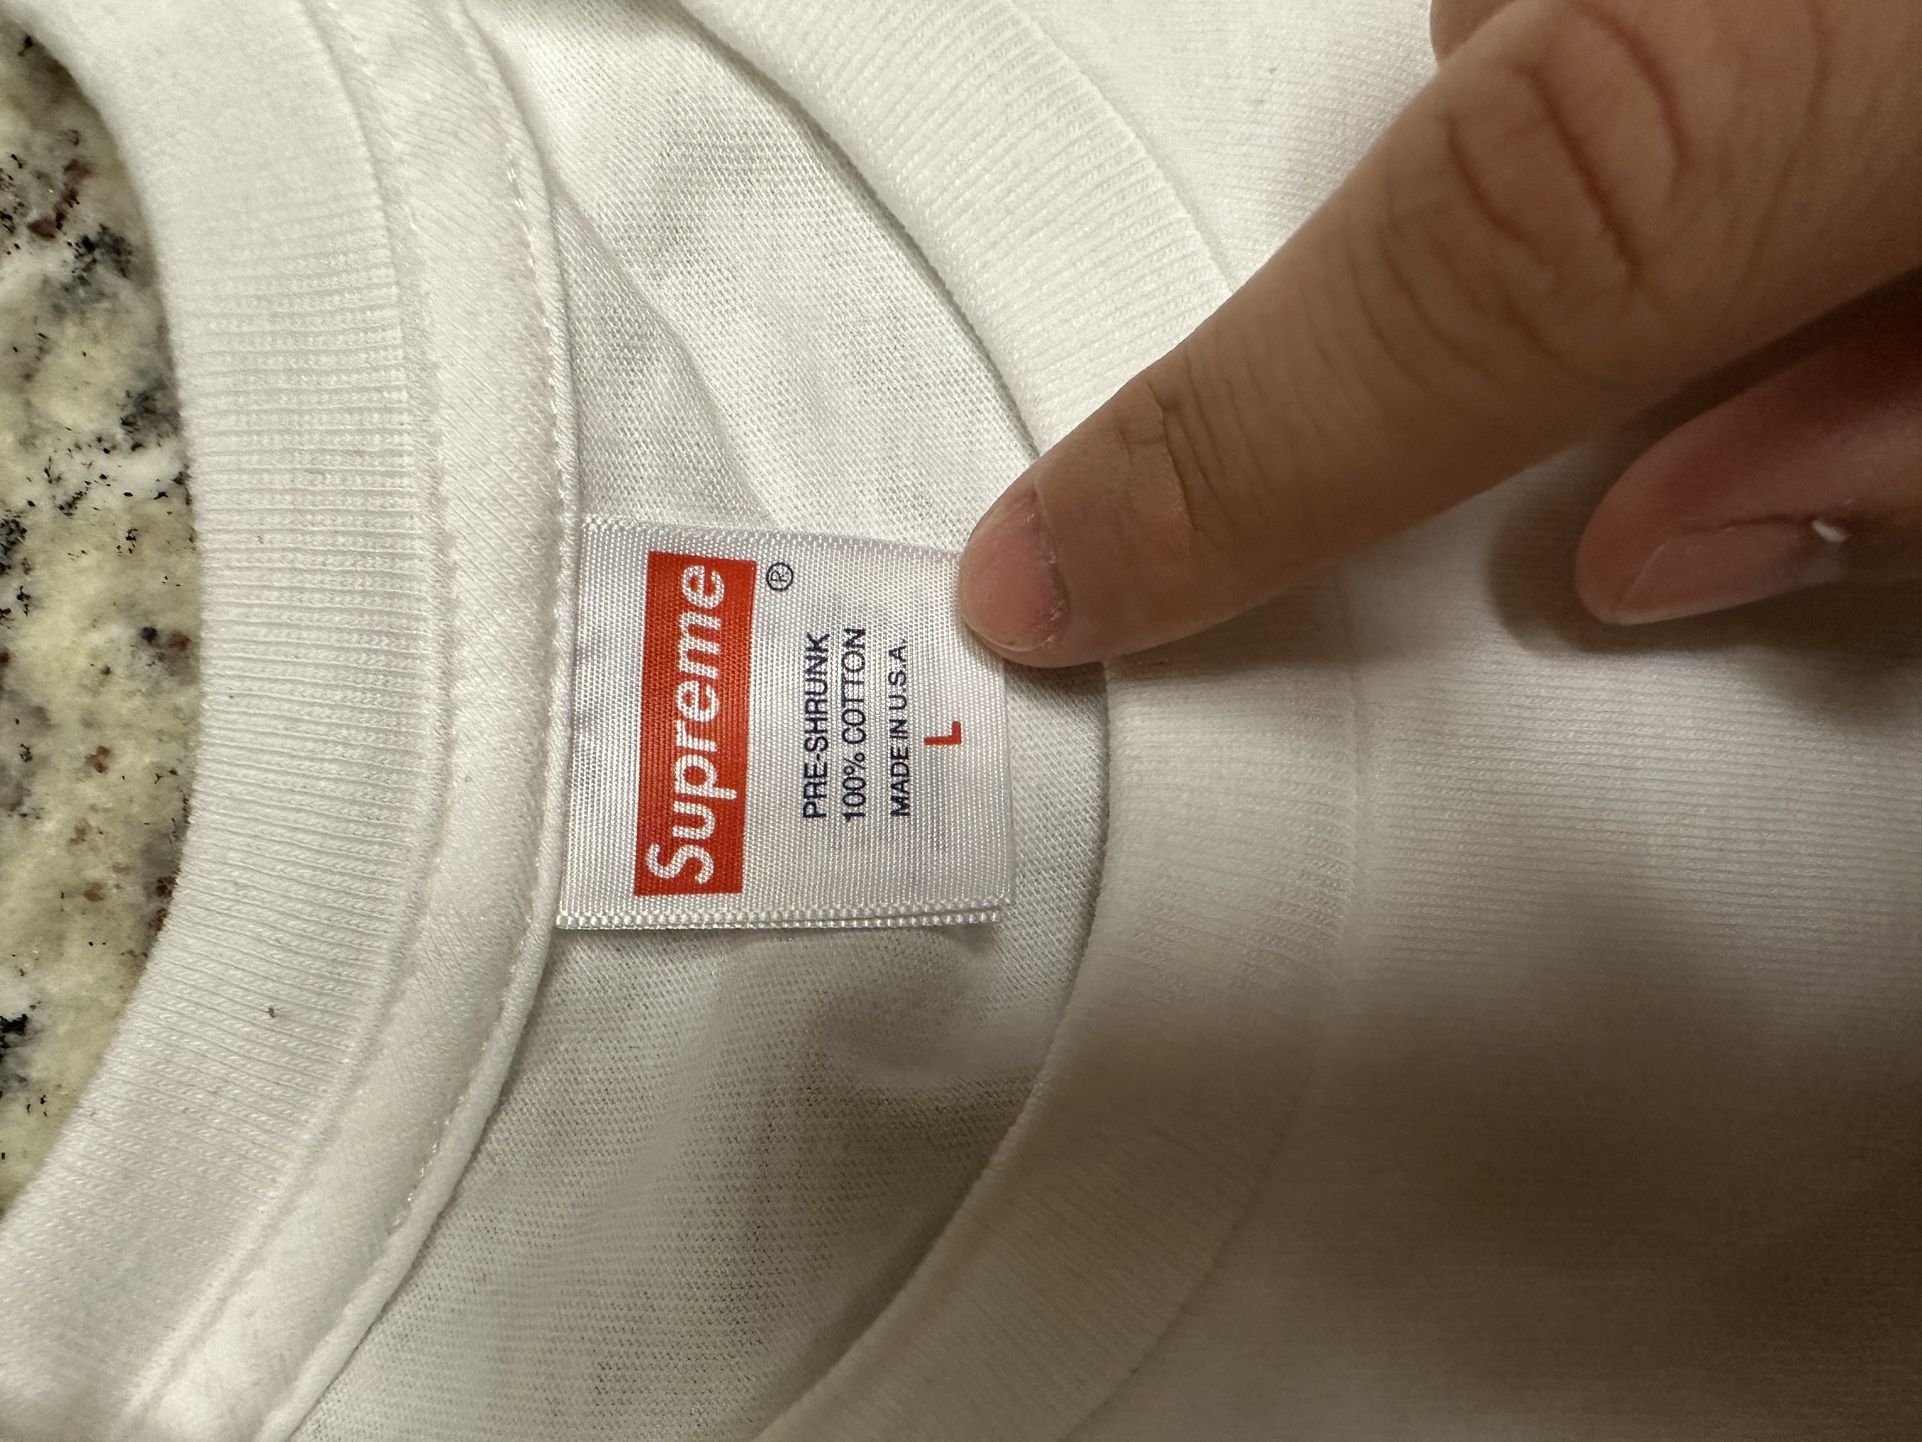 Supreme
®
PRE-SHRUNK
100% COTTON
MADE IN U.S.A.
L